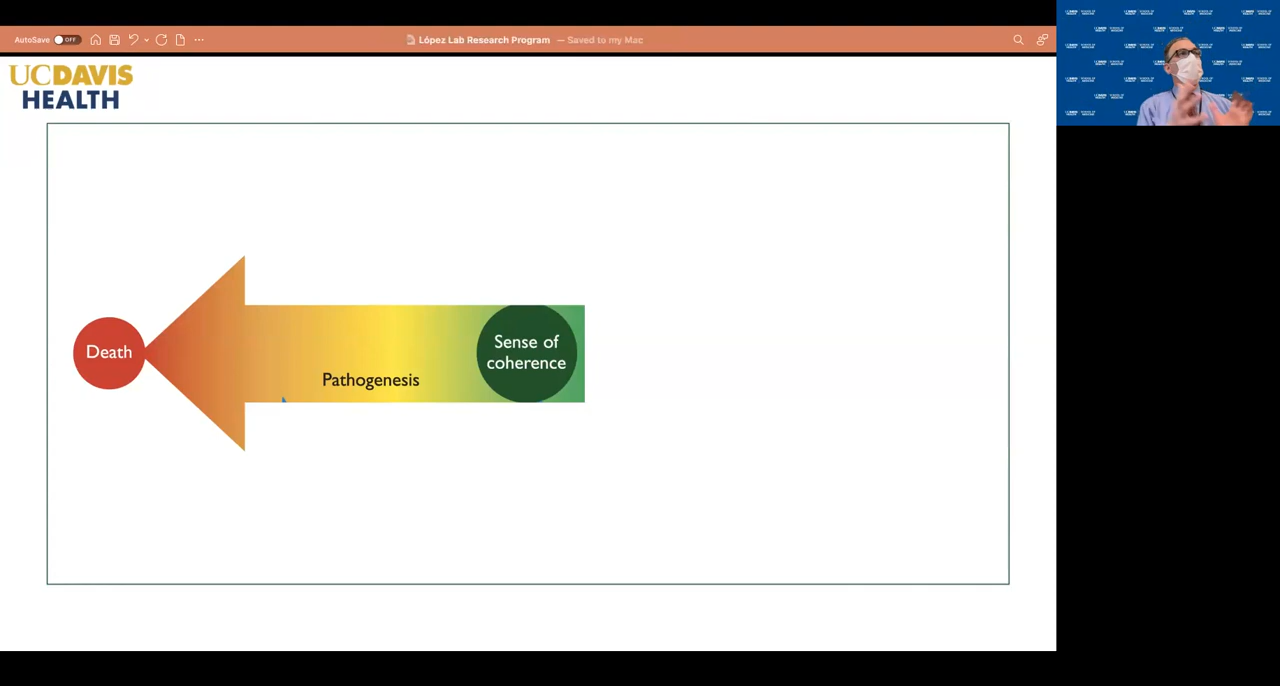 AutoSave OFF
López Lab Research Program — Saved to my Mac
UCDAVIS
HEALTH
Death
Sense of
coherence
Pathogenesis